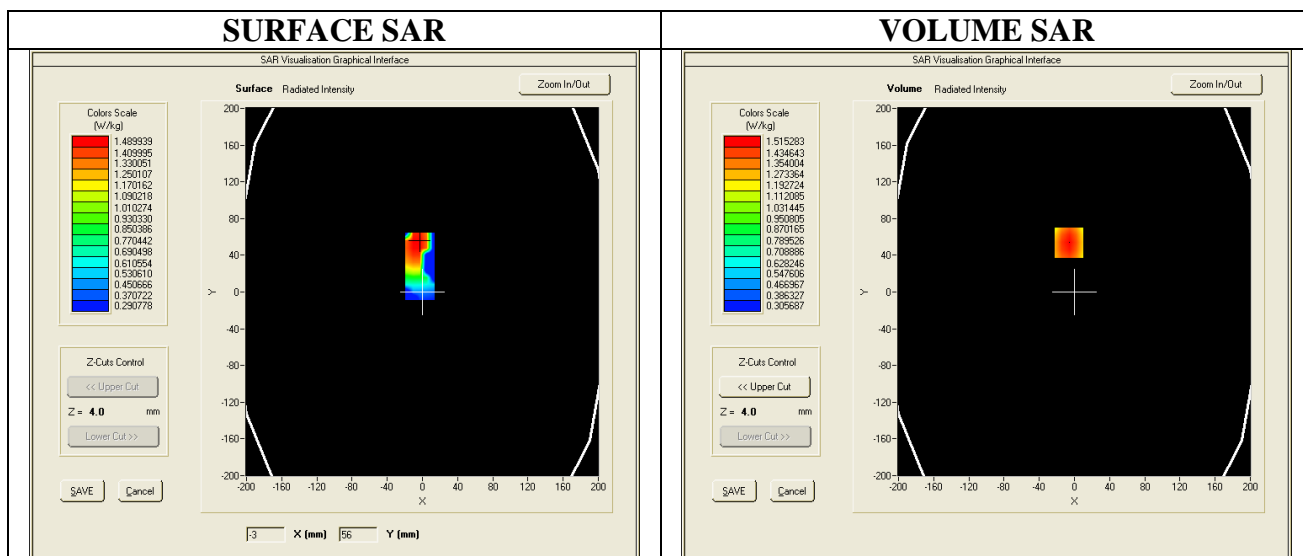 SURFACE SAR
VOLUME SAR
SAR Visualisation Graphical Interface
Surface Radiated Intensity
Zoom In/Out
Colors Scale
(W/kg)
1.489939
1.409995
1.330051
1.250107
1.170162
1.090218
1.010274
0.930330
0.850386
0.770442
0.690498
0.610554
0.530610
0.450666
0.370722
0.290778
Z-Cuts Control
<< Upper Cut
Z = 4.0 mm
Lower Cut >>
SAVE
Cancel
200
160
120
80
40
0
-40
-80
-120
-160
-200
Y
-200 -160 -120 -80 -40 0 40 80 120 160 200
X
-3 X (mm) 56 Y (mm)
SAR Visualisation Graphical Interface
Volume Radiated Intensity
Zoom In/Out
Colors Scale
(W/kg)
1.515283
1.434643
1.354004
1.273364
1.192724
1.112085
1.031445
0.950805
0.870165
0.789526
0.708886
0.628246
0.547606
0.466967
0.386327
0.305687
Z-Cuts Control
<< Upper Cut
Z = 4.0 mm
Lower Cut >>
SAVE
Cancel
200
160
120
80
40
0
-40
-80
-120
-160
-200
Y
-200 -160 -120 -80 -40 0 40 80 120 160 200
X